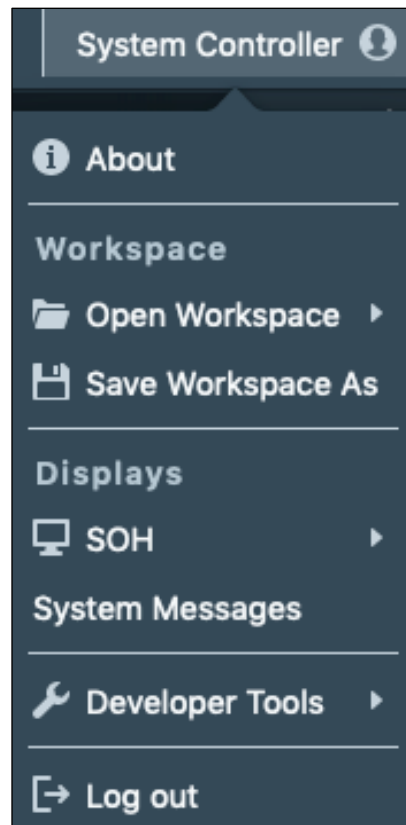 System Controller
About
Workspace
Open Workspace
Save Workspace As
Displays
SOH
System Messages
Developer Tools
Log out